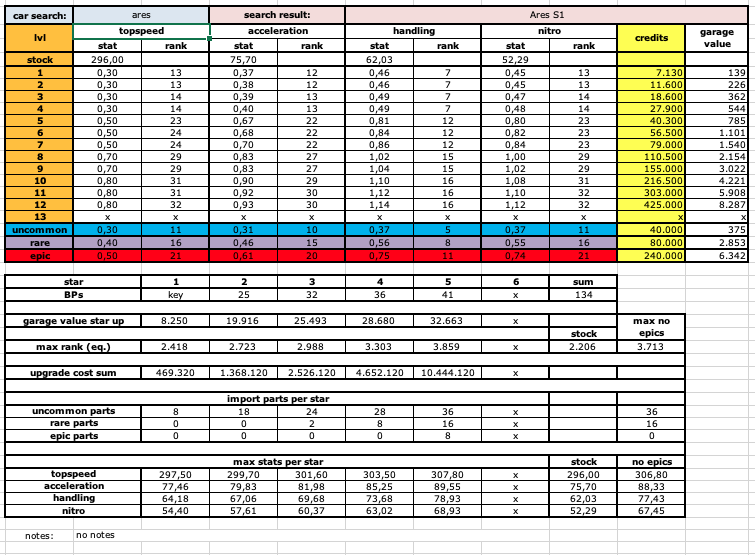 car search: ares search result: Ares S1
lvl topspeed acceleration handling nitro credits garage value
stat rank stat rank stat rank stat rank
stock 296,00 75,70 62,03 52,29
1 0,30 13 0,37 12 0,46 7 0,45 13 7.130 139
2 0,30 13 0,38 12 0,46 7 0,45 13 11.600 226
3 0,30 14 0,39 13 0,49 7 0,47 14 18.600 362
4 0,30 14 0,40 13 0,49 7 0,48 14 27.900 544
5 0,50 23 0,67 22 0,81 12 0,80 23 40.300 785
6 0,50 24 0,68 22 0,84 12 0,82 23 56.500 1.101
7 0,50 24 0,70 22 0,86 12 0,84 23 79.000 1.540
8 0,70 29 0,83 27 1,02 15 1,00 29 110.500 2.154
9 0,70 29 0,83 27 1,04 15 1,02 29 155.000 3.022
10 0,80 31 0,90 29 1,10 16 1,08 31 216.500 4.221
11 0,80 31 0,92 30 1,12 16 1,10 32 303.000 5.908
12 0,80 32 0,93 30 1,14 16 1,12 32 425.000 8.287
13 x x x x x x x x x x
uncommon 0,30 11 0,31 10 0,37 5 0,37 11 40.000 375
rare 0,40 16 0,46 15 0,56 8 0,55 16 80.000 2.853
epic 0,50 21 0,61 20 0,75 11 0,74 21 240.000 6.342
star 1 2 3 4 5 6 sum
BPs key 25 32 36 41 x 134
garage value star up 8.250 19.916 25.493 28.680 32.663 x max no epics
stock
max rank (eq.) 2.418 2.723 2.988 3.303 3.859 x 2.206 3.713
upgrade cost sum 469.320 1.368.120 2.526.120 4.652.120 10.444.120 x
import parts per star
uncommon parts 8 18 24 28 36 x 36
rare parts 0 0 2 8 16 x 16
epic parts 0 0 0 0 8 x 0
max stats per star stock no epics
topspeed 297,50 299,70 301,60 303,50 307,80 x 296,00 306,80
acceleration 77,46 79,83 81,98 85,25 89,55 x 75,70 88,33
handling 64,18 67,06 69,68 73,68 78,93 x 62,03 77,43
nitro 54,40 57,61 60,37 63,02 68,93 x 52,29 67,45
notes: no notes